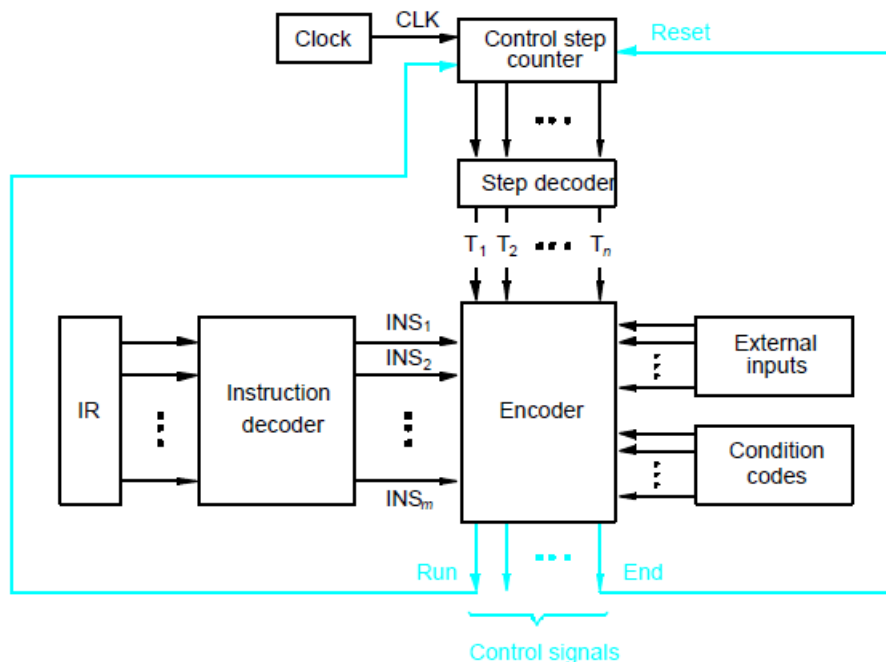 CLK
Clock
Control step
counter
Reset
Step decoder
T1 T2 Tn
IR
Instruction
decoder
INS1
INS2
INSm
Encoder
External
inputs
Condition
codes
Run
End
Control signals